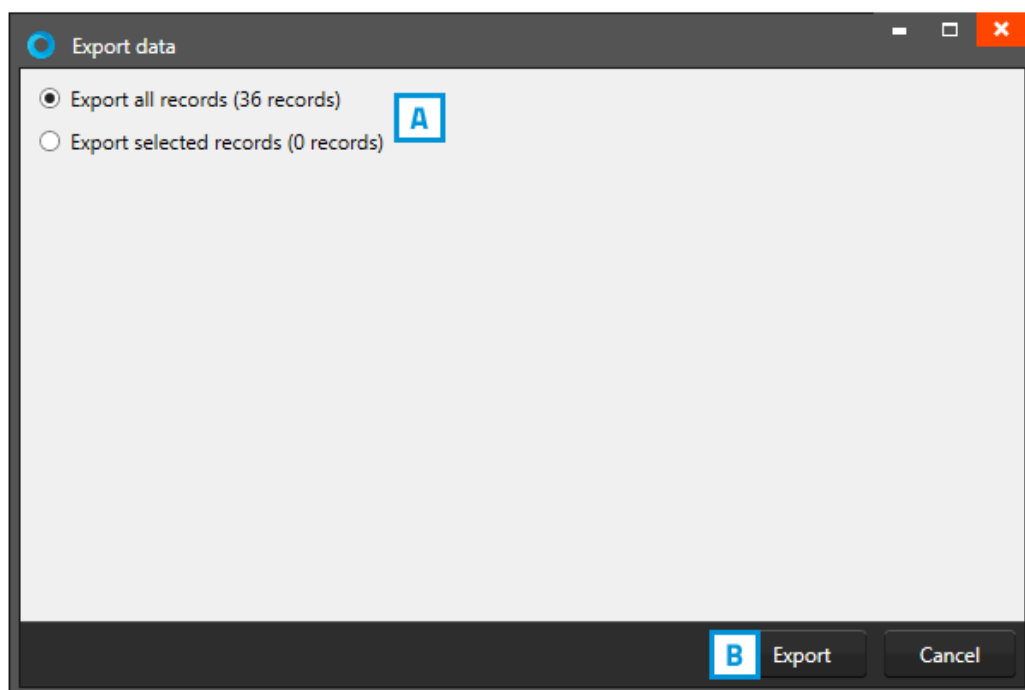 Export data
Export all records (36 records)
A
Export selected records (0 records)
B Export Cancel